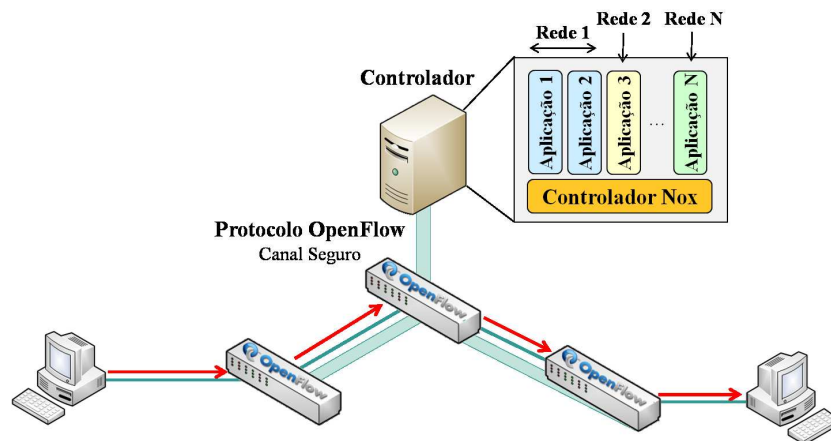 Rede 1
Rede 2
Rede N
Controlador
Aplicação 1
Aplicação 2
Aplicação 3
...
Aplicação N
Controlador Nox
Protocolo OpenFlow
Canal Seguro
OpenFlow
OpenFlow
OpenFlow